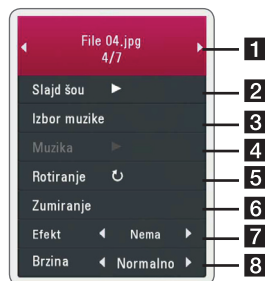 File 04.jpg
4/7
1
Slajd šou
2
Izbor muzike
3
Muzika
4
Rotiranje
5
Zumiranje
6
Efekt Nema
7
Brzina Normalno
8